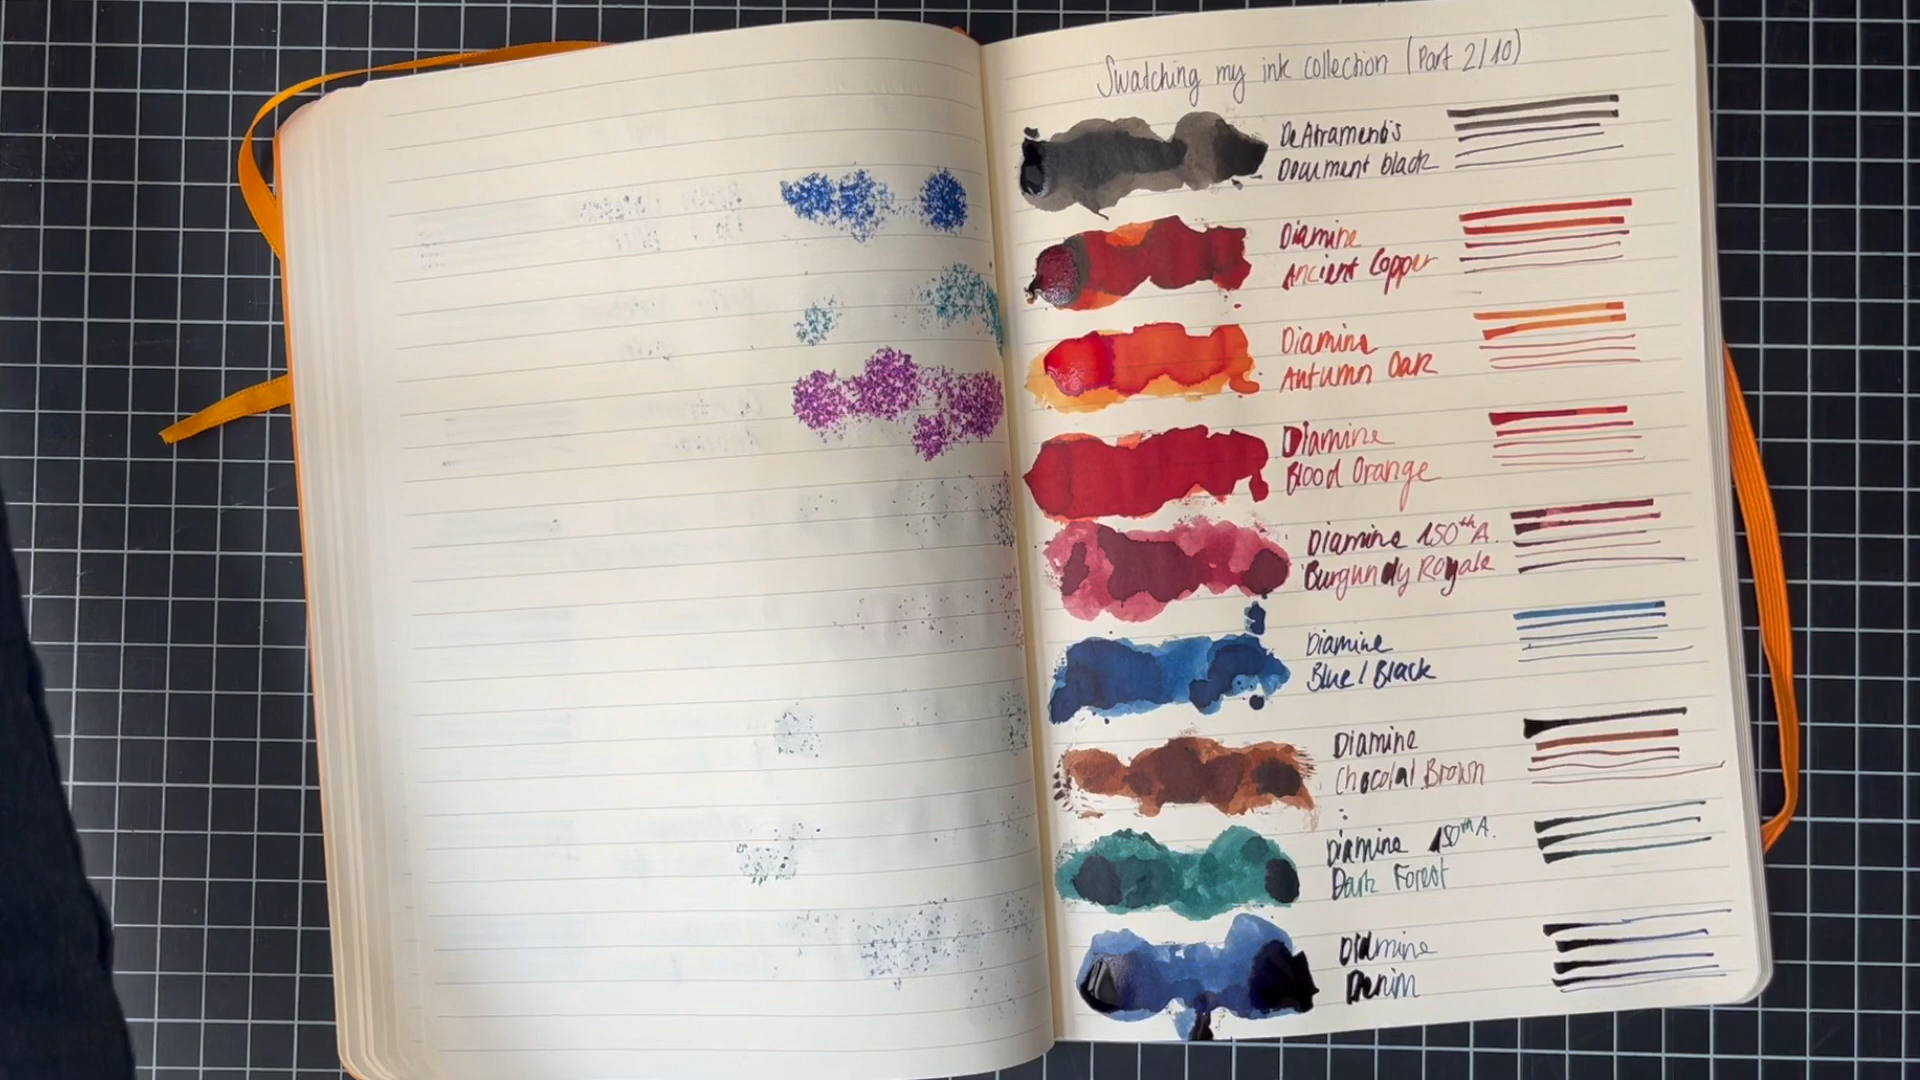 Swatching my ink collection (Part 2/10)
DeAtramentis
Document black
Diamine
Ancient Copper
Diamine
Autumn Oak
Diamine
Blood Orange
Diamine 150th A.
Burgundy Royale
Diamine
Blue/Black
Diamine
Chocolat Brown
Diamine 150th A.
Dark Forest
Diamine
Denim